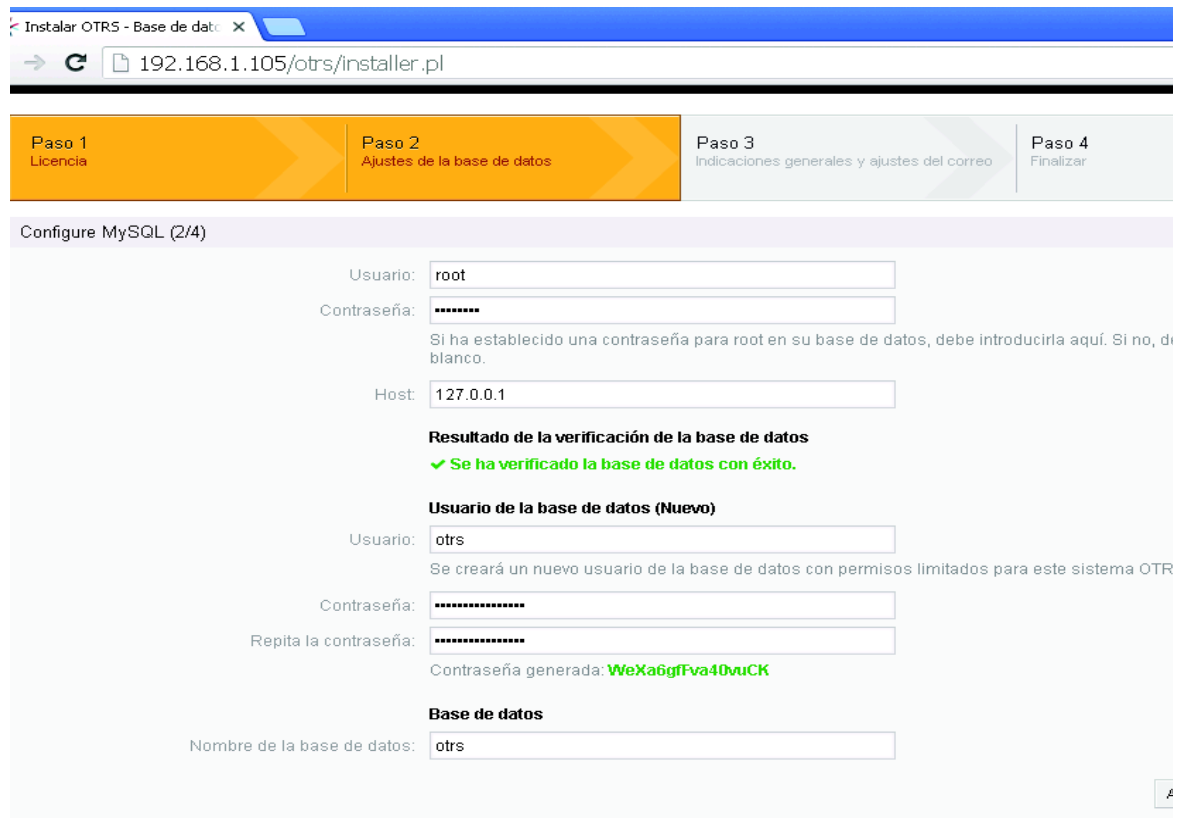 Instalar OTRS - Base de dato
192.168.1.105/otrs/installer.pl
Paso 1
Licencia
Paso 2
Ajustes de la base de datos
Paso 3
Indicaciones generales y ajustes del correo
Paso 4
Finalizar
Configure MySQL (2/4)
Usuario: root
Contraseña: ••••••••
Si ha establecido una contraseña para root en su base de datos, debe introducirla aquí. Si no, d
blanco.
Host: 127.0.0.1
Resultado de la verificación de la base de datos
✔ Se ha verificado la base de datos con éxito.
Usuario de la base de datos (Nuevo)
Usuario: otrs
Se creará un nuevo usuario de la base de datos con permisos limitados para este sistema OTR
Contraseña: ••••••••••••••••
Repita la contraseña: ••••••••••••••••
Contraseña generada: WeXa6gfFva40vuCK
Base de datos
Nombre de la base de datos: otrs